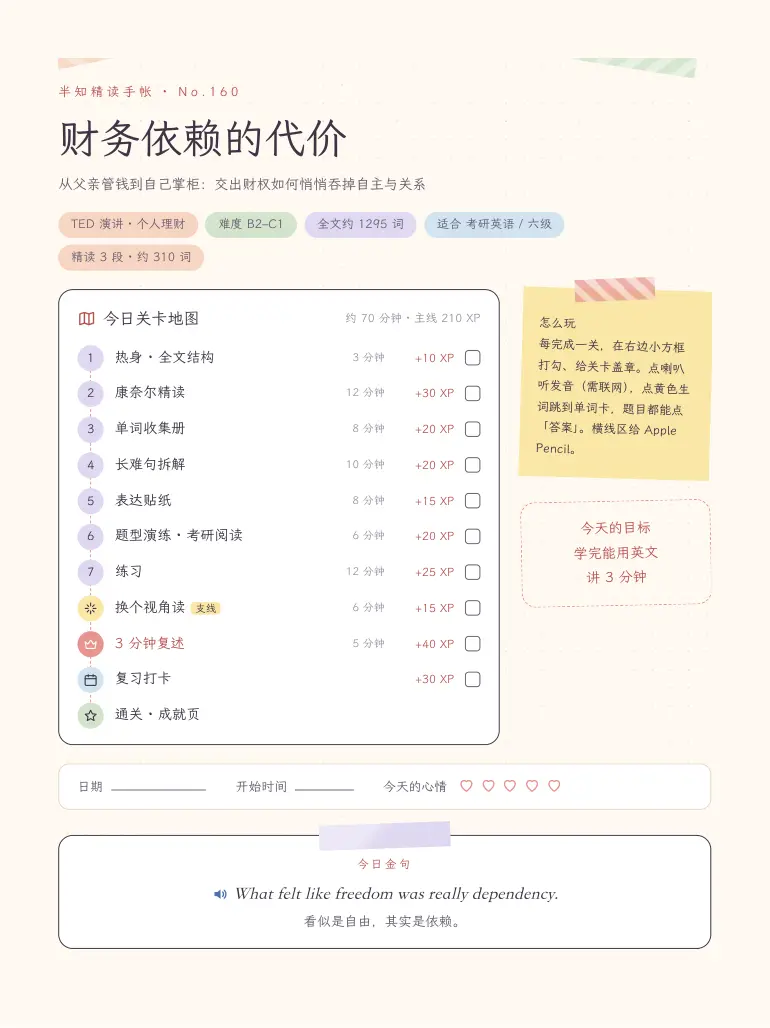 半知精读手帐 · No.160
财务依赖的代价
从父亲管钱到自己掌柜：交出财权如何悄悄吞掉自主与关系
TED 演讲 · 个人理财
难度 B2–C1
全文约 1295 词
适合 考研英语 / 六级
精读 3 段 · 约 310 词
今日关卡地图
约 70 分钟 · 主线 210 XP
1 热身 · 全文结构 3 分钟 +10 XP
2 康奈尔精读 12 分钟 +30 XP
3 单词收集册 8 分钟 +20 XP
4 长难句拆解 10 分钟 +20 XP
5 表达贴纸 8 分钟 +15 XP
6 题型演练 · 考研阅读 6 分钟 +20 XP
7 练习 12 分钟 +25 XP
换个视角读 支线 6 分钟 +15 XP
3 分钟复述 5 分钟 +40 XP
复习打卡 +30 XP
通关 · 成就页
怎么玩
每完成一关，在右边小方框
打勾、给关卡盖章。点喇叭
听发音（需联网），点黄色生
词跳到单词卡，题目都能点
「答案」。横线区给 Apple
Pencil。
今天的目标
学完能用英文
讲 3 分钟
日期 开始时间 今天的心情
今日金句
What felt like freedom was really dependency.
看似是自由，其实是依赖。